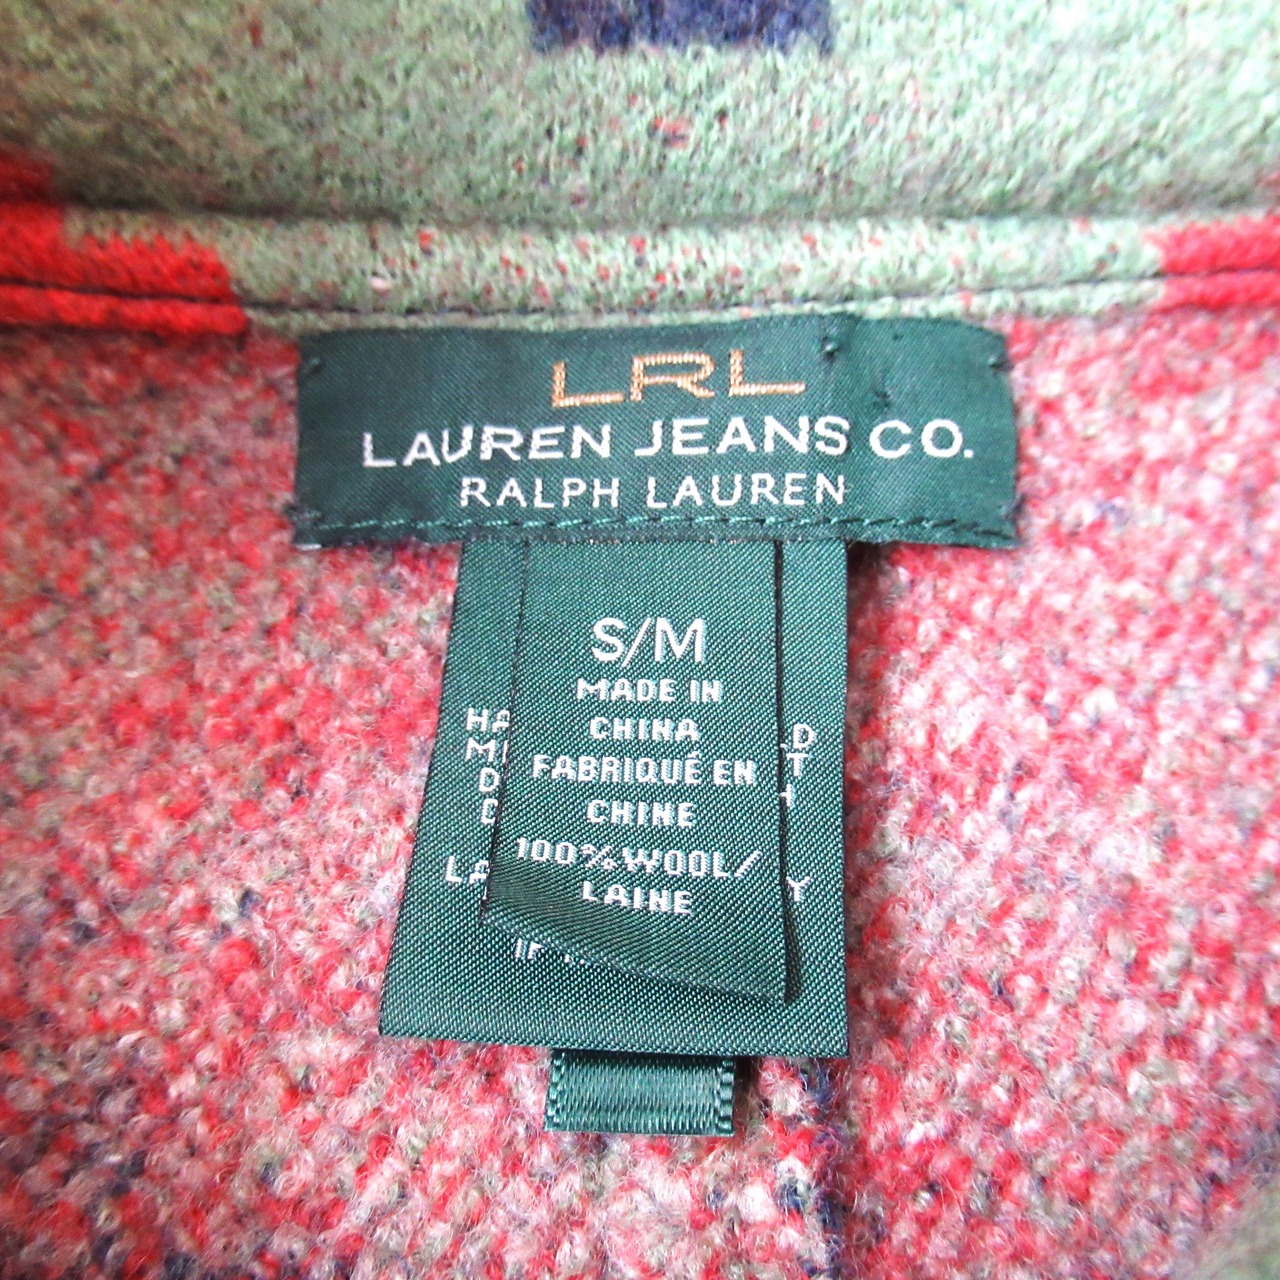 LRL
LAUREN JEANS CO.
RALPH LAUREN
S/M
MADE IN
CHINA
FABRIQUÉ EN
CHINE
100% WOOL/
LAINE